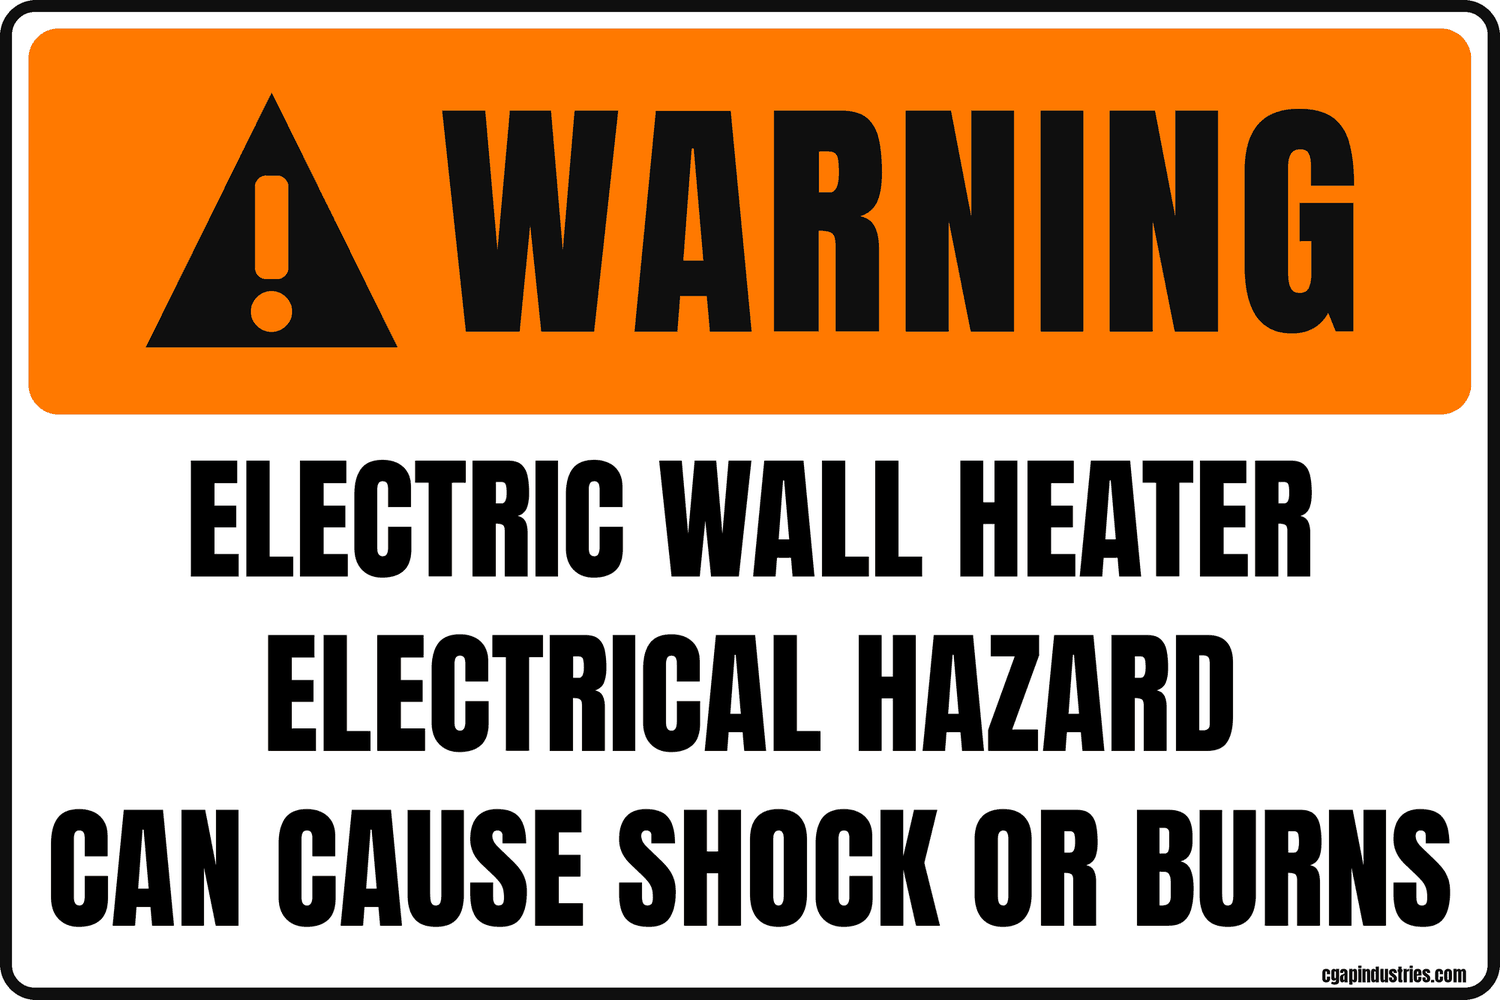 WARNING
ELECTRIC WALL HEATER
ELECTRICAL HAZARD
CAN CAUSE SHOCK OR BURNS
cgapindustries.com